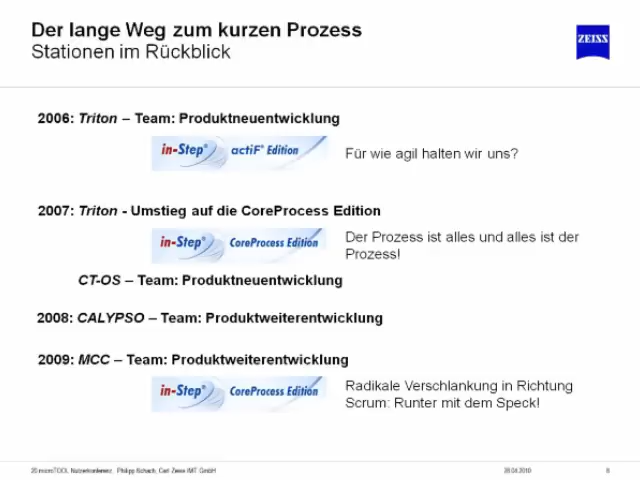 Der lange Weg zum kurzen Prozess
Stationen im Rückblick
ZEISS
2006: Triton – Team: Produktneuentwicklung
in-Step® actiF® Edition
Für wie agil halten wir uns?
2007: Triton - Umstieg auf die CoreProcess Edition
in-Step® CoreProcess Edition
Der Prozess ist alles und alles ist der
Prozess!
CT-OS – Team: Produktneuentwicklung
2008: CALYPSO – Team: Produktweiterentwicklung
2009: MCC – Team: Produktweiterentwicklung
in-Step® CoreProcess Edition
Radikale Verschlankung in Richtung
Scrum: Runter mit dem Speck!
20.microTOOL Nutzerkonferenz, Philipp Schach, Carl Zeiss IMT GmbH
28.04.2010